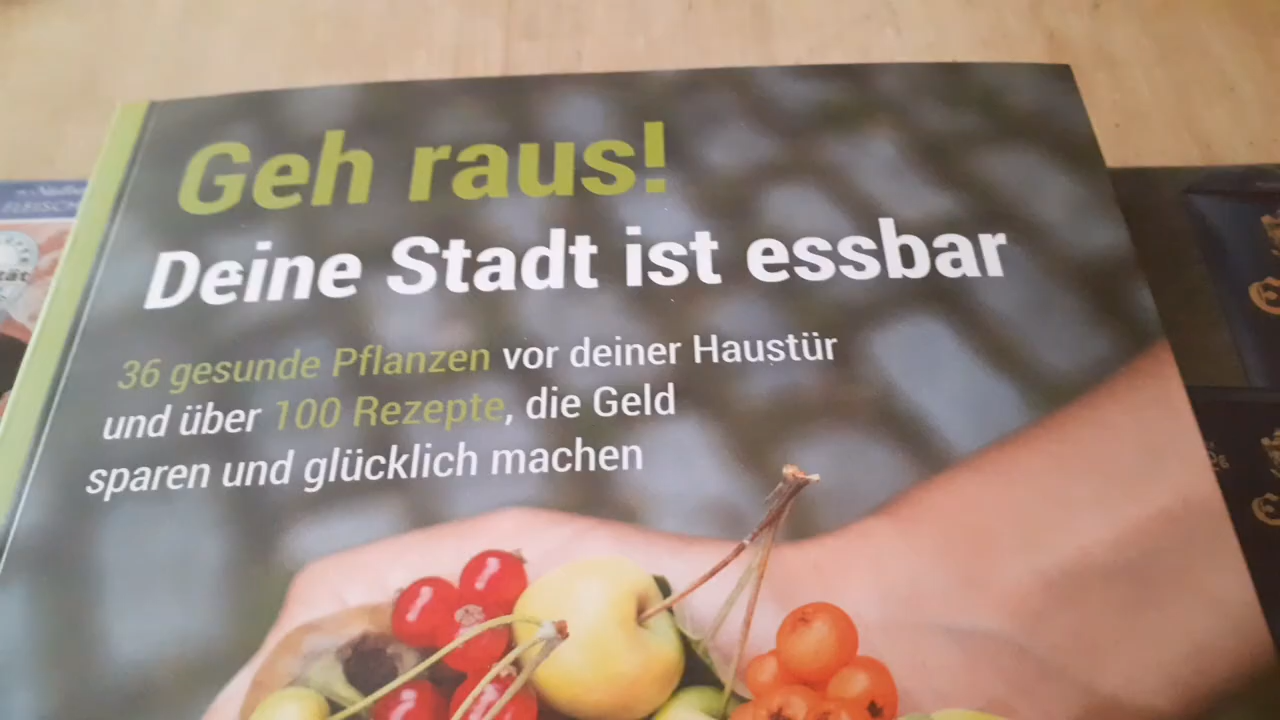 Geh raus!
Deine Stadt ist essbar
36 gesunde Pflanzen vor deiner Haustür
und über 100 Rezepte, die Geld
sparen und glücklich machen